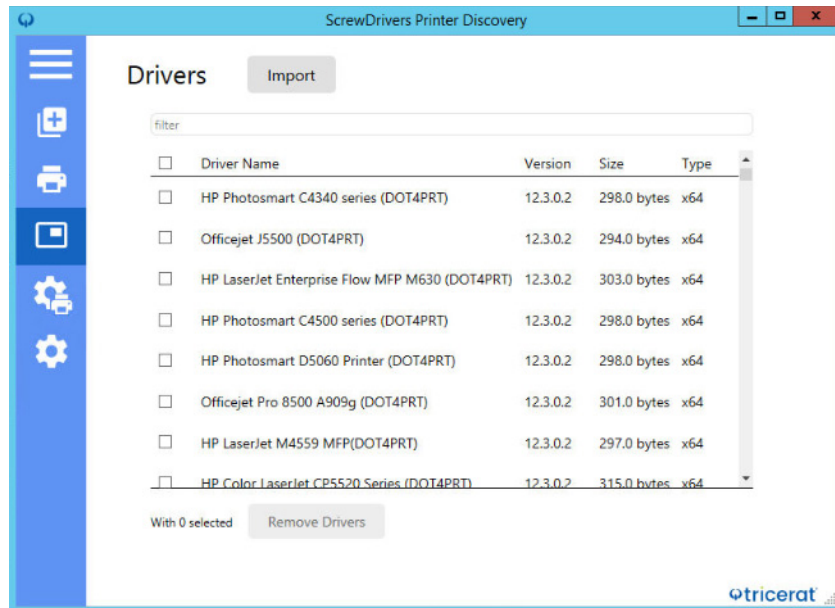 ScrewDrivers Printer Discovery
Drivers Import
filter
Driver Name Version Size Type
HP Photosmart C4340 series (DOT4PRT) 12.3.0.2 298.0 bytes x64
Officejet J5500 (DOT4PRT) 12.3.0.2 294.0 bytes x64
HP LaserJet Enterprise Flow MFP M630 (DOT4PRT) 12.3.0.2 303.0 bytes x64
HP Photosmart C4500 series (DOT4PRT) 12.3.0.2 298.0 bytes x64
HP Photosmart D5060 Printer (DOT4PRT) 12.3.0.2 298.0 bytes x64
Officejet Pro 8500 A909g (DOT4PRT) 12.3.0.2 301.0 bytes x64
HP LaserJet M4559 MFP(DOT4PRT) 12.3.0.2 297.0 bytes x64
HP Color LaserJet CP5520 Series (DOT4PRT) 12.3.0.2 315.0 bytes x64
With 0 selected Remove Drivers
tricerat